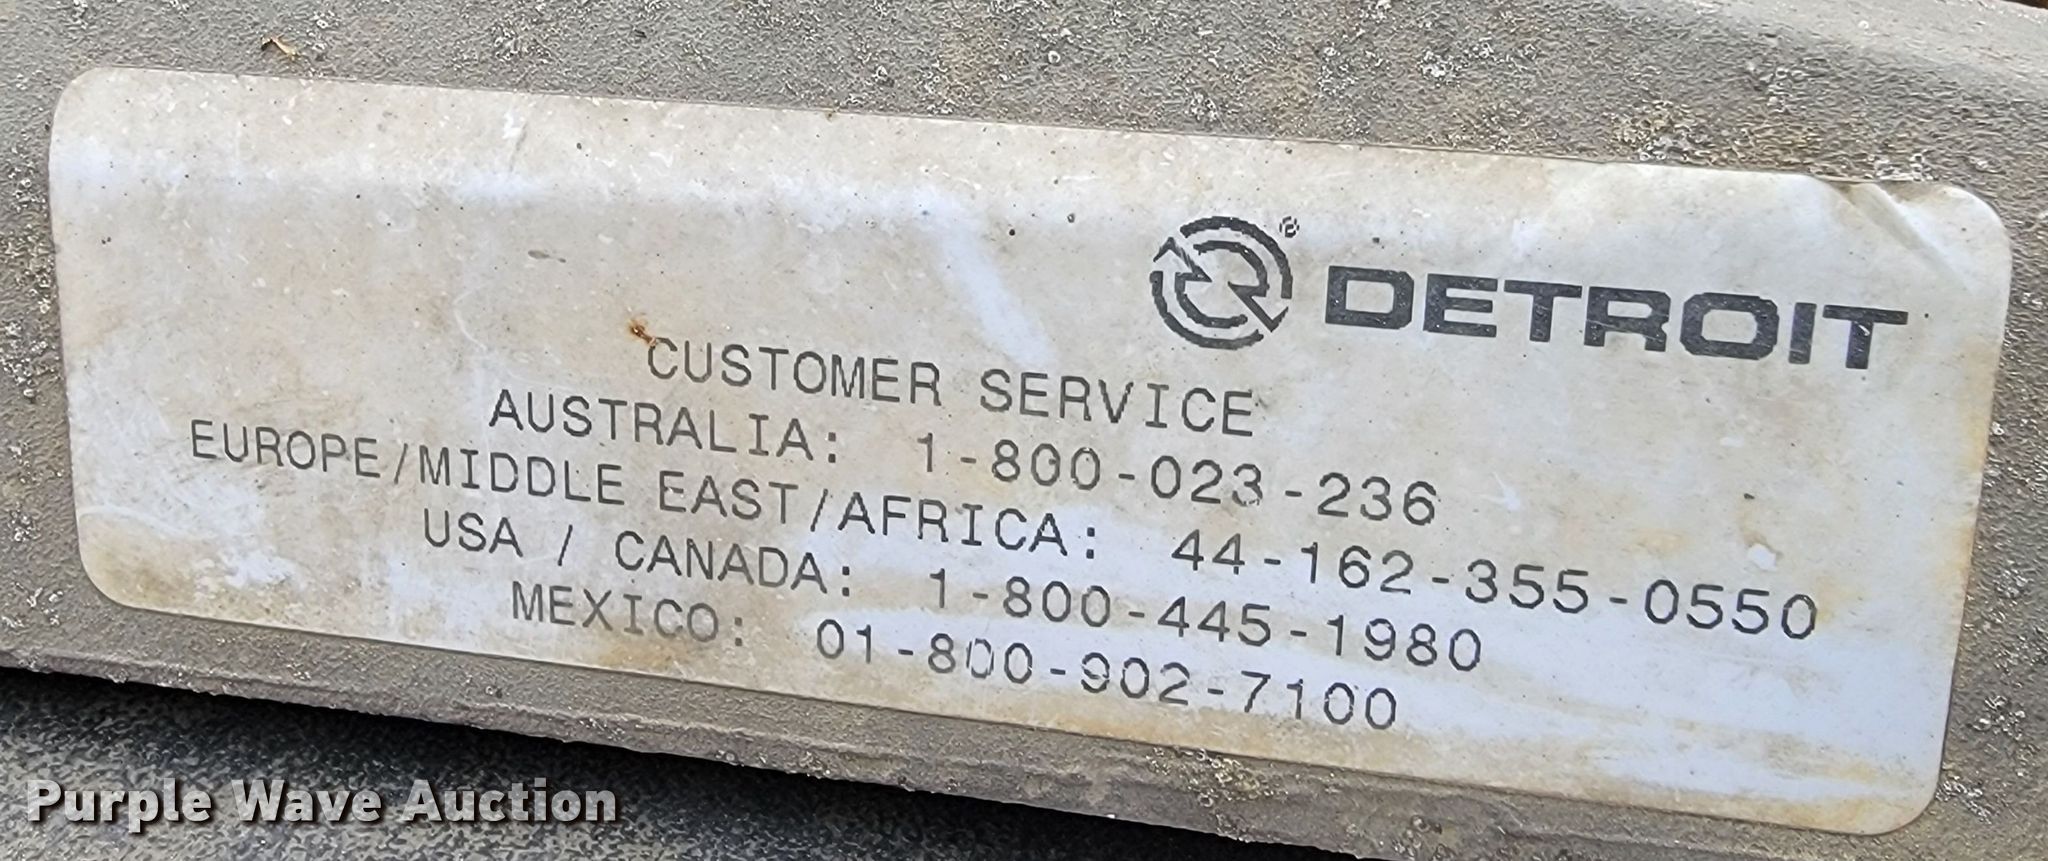 DETROIT
CUSTOMER SERVICE
AUSTRALIA: 1-800-023-236
EUROPE/MIDDLE EAST/AFRICA: 44-162-355-0550
USA / CANADA: 1-800-445-1980
MEXICO: 01-800-902-7100
Purple Wave Auction